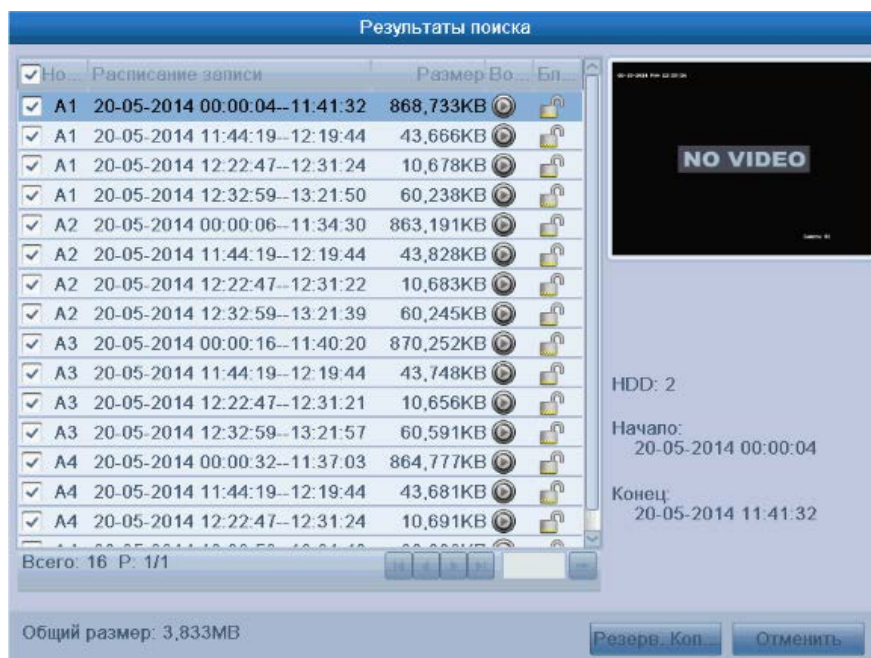 Результаты поиска
Но... Расписание записи Размер Во... Бл...
A1 20-05-2014 00:00:04--11:41:32 868,733KB
A1 20-05-2014 11:44:19--12:19:44 43,666KB
A1 20-05-2014 12:22:47--12:31:24 10,678KB
A1 20-05-2014 12:32:59--13:21:50 60,238KB
A2 20-05-2014 00:00:06--11:34:30 863,191KB
A2 20-05-2014 11:44:19--12:19:44 43,828KB
A2 20-05-2014 12:22:47--12:31:22 10,683KB
A2 20-05-2014 12:32:59--13:21:39 60,245KB
A3 20-05-2014 00:00:16--11:40:20 870,252KB
A3 20-05-2014 11:44:19--12:19:44 43,748KB
A3 20-05-2014 12:22:47--12:31:21 10,656KB
A3 20-05-2014 12:32:59--13:21:57 60,591KB
A4 20-05-2014 00:00:32--11:37:03 864,777KB
A4 20-05-2014 11:44:19--12:19:44 43,681KB
A4 20-05-2014 12:22:47--12:31:24 10,691KB
Всего: 16 P: 1/1
NO VIDEO
HDD: 2
Начало:
20-05-2014 00:00:04
Конец:
20-05-2014 11:41:32
Общий размер: 3,833MB
Резерв. Коп...
Отменить